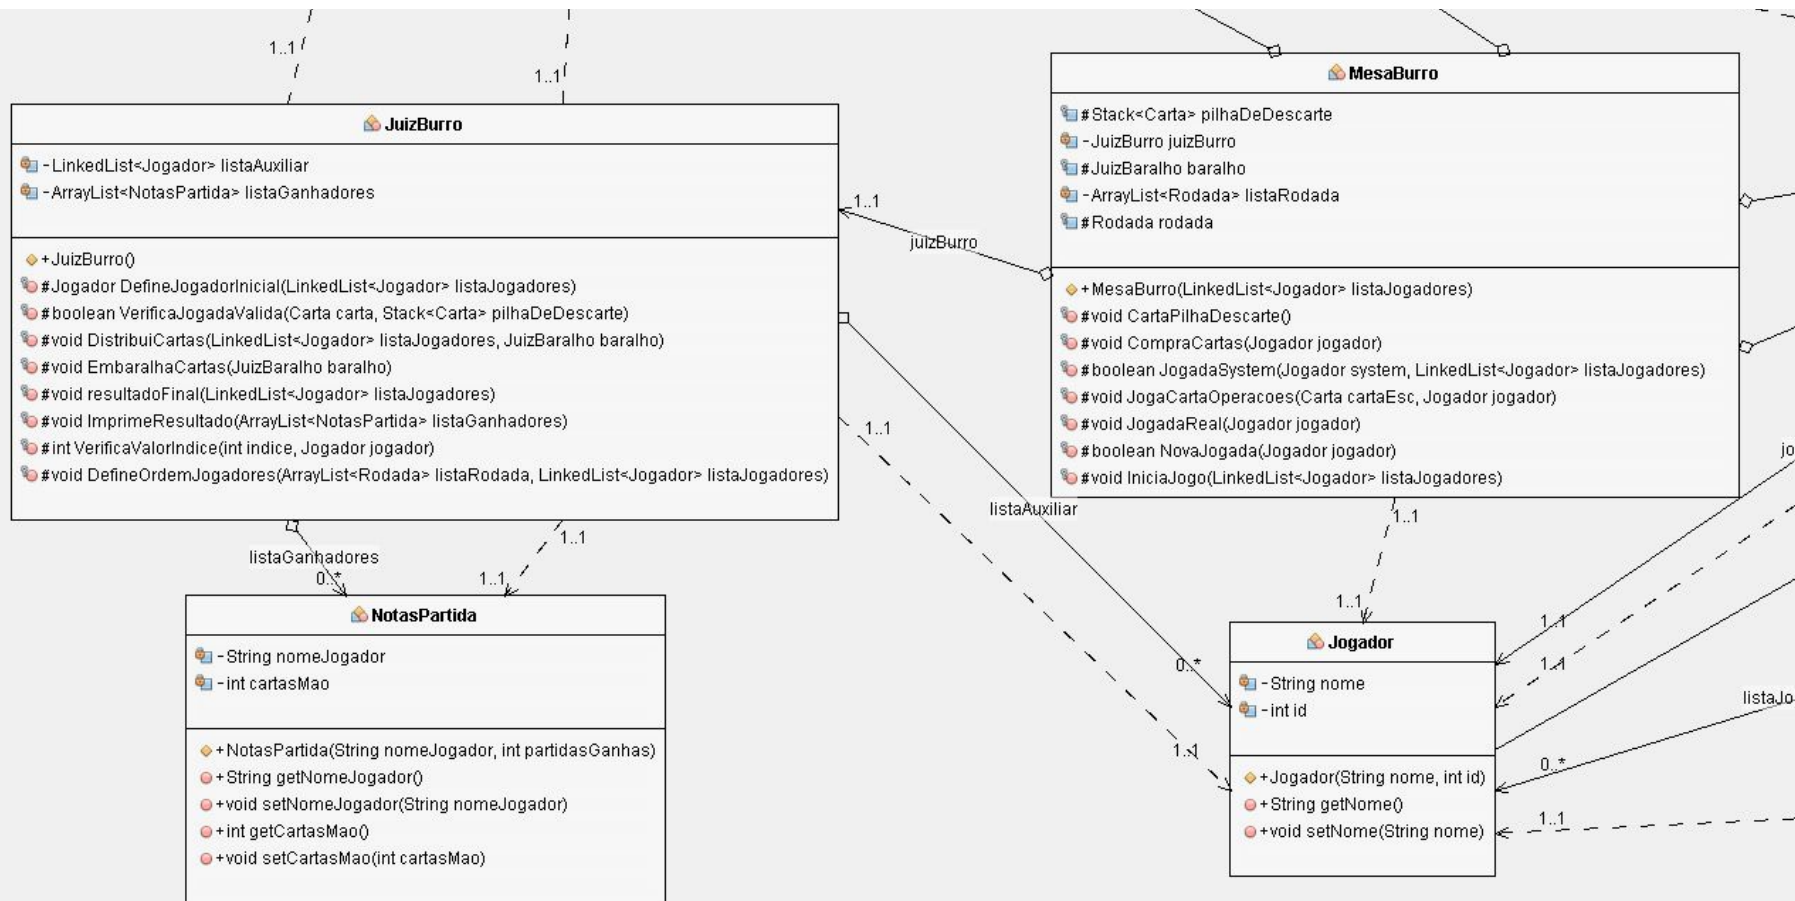 1..1
1..1
JuizBurro
-LinkedList<Jogador> listaAuxiliar
-ArrayList<NotasPartida> listaGanhadores
+JuizBurro()
#Jogador DefineJogadorInicial(LinkedList<Jogador> listaJogadores)
#boolean VerificaJogadaValida(Carta carta, Stack<Carta> pilhaDeDescarte)
#void DistribuiCartas(LinkedList<Jogador> listaJogadores, JuizBaralho baralho)
#void EmbaralhaCartas(JuizBaralho baralho)
#void resultadoFinal(LinkedList<Jogador> listaJogadores)
#void ImprimeResultado(ArrayList<NotasPartida> listaGanhadores)
#int VerificaValorIndice(int indice, Jogador jogador)
#void DefineOrdemJogadores(ArrayList<Rodada> listaRodada, LinkedList<Jogador> listaJogadores)
1..1
juizBurro
MesaBurro
#Stack<Carta> pilhaDeDescarte
-JuizBurro juizBurro
#JuizBaralho baralho
-ArrayList<Rodada> listaRodada
#Rodada rodada
+MesaBurro(LinkedList<Jogador> listaJogadores)
#void CartaPilhaDescarte()
#void CompraCartas(Jogador jogador)
#boolean JogadaSystem(Jogador system, LinkedList<Jogador> listaJogadores)
#void JogaCartaOperacoes(Carta cartaEsc, Jogador jogador)
#void JogadaReal(Jogador jogador)
#boolean NovaJogada(Jogador jogador)
#void IniciaJogo(LinkedList<Jogador> listaJogadores)
jo
1..1
listaAuxiliar
1..1
1..1
listaGanhadores
0..*
1..1
NotasPartida
-String nomeJogador
-int cartasMao
+NotasPartida(String nomeJogador, int partidasGanhas)
+String getNomeJogador()
+void setNomeJogador(String nomeJogador)
+int getCartasMao()
+void setCartasMao(int cartasMao)
0..*
1..1
1..1
Jogador
-String nome
-int id
+Jogador(String nome, int id)
+String getNome()
+void setNome(String nome)
1..1
1..1
listaJo
0..*
1..1